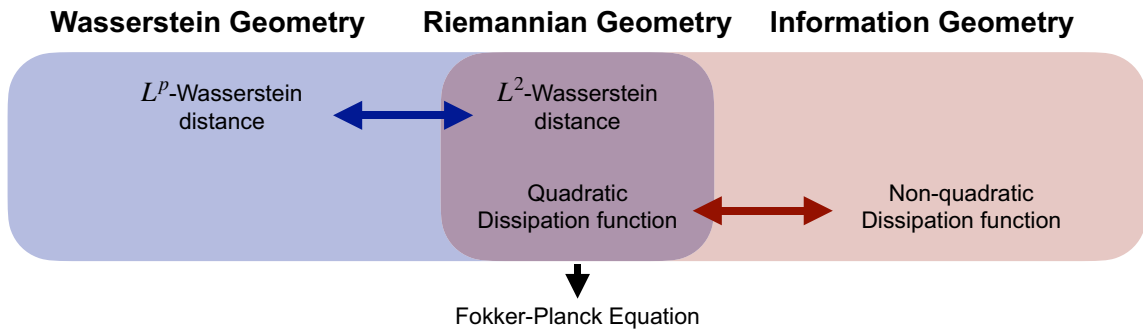 Wasserstein Geometry Riemannian Geometry Information Geometry
L^p-Wasserstein
distance
L^2-Wasserstein
distance
Quadratic
Dissipation function
Non-quadratic
Dissipation function
Fokker-Planck Equation